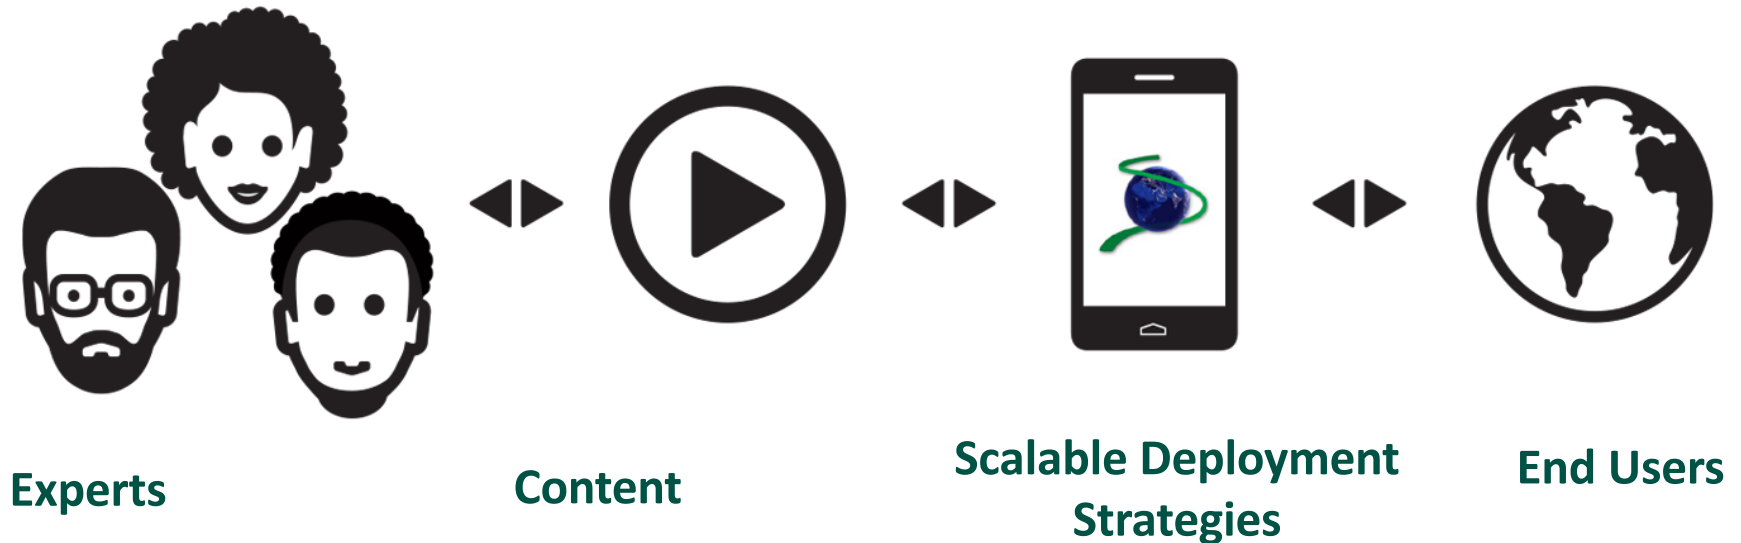 Experts
Content
Scalable Deployment
Strategies
End Users